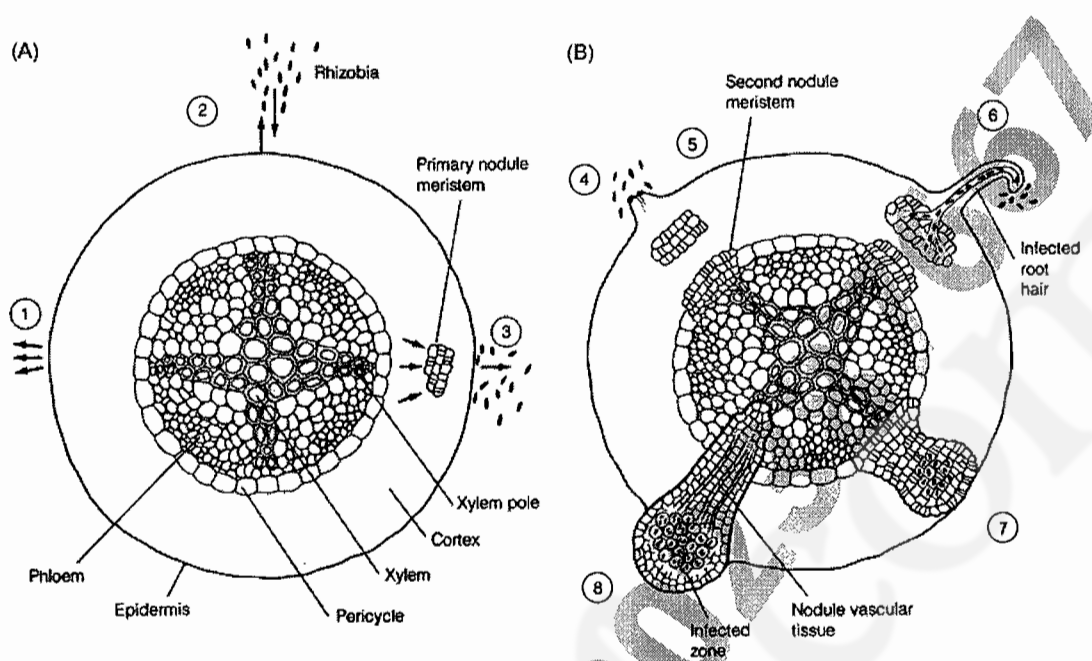 (A)
Rhizobia
2
Primary nodule
meristem
1
3
Xylem pole
Cortex
Xylem
Phloem
Epidermis
Pericycle
(B)
Second nodule
meristem
6
5
4
Infected
root
hair
7
8
Nodule vascular
tissue
Infected
zone